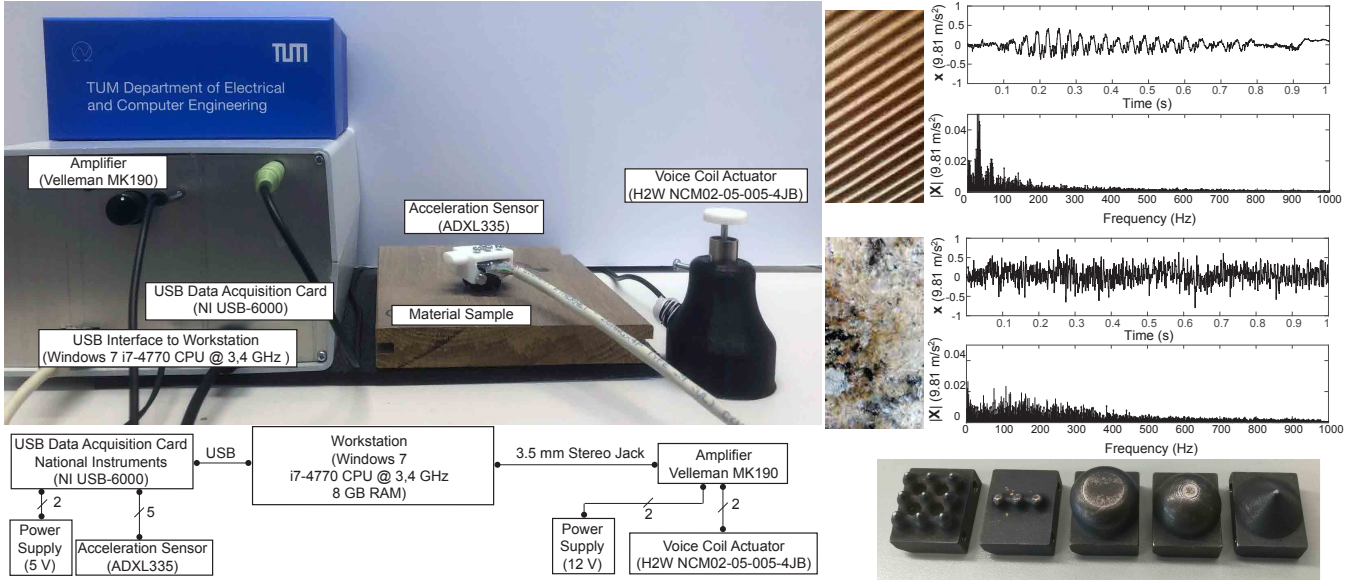 TUM
TUM Department of Electrical
and Computer Engineering
Amplifier
(Velleman MK190)
Voice Coil Actuator
(H2W NCM02-05-005-4JB)
Acceleration Sensor
(ADXL335)
USB Data Acquisition Card
(NI USB-6000)
Material Sample
USB Interface to Workstation
(Windows 7 i7-4770 CPU @ 3,4 GHz )
USB Data Acquisition Card
National Instruments
(NI USB-6000)
USB
Workstation
(Windows 7
i7-4770 CPU @ 3,4 GHz
8 GB RAM)
3.5 mm Stereo Jack
Amplifier
Velleman MK190
2
5
2
2
Power
Supply
(5 V)
Acceleration Sensor
(ADXL335)
Power
Supply
(12 V)
Voice Coil Actuator
(H2W NCM02-05-005-4JB)
x (9.81 m/s²)
1
0.5
0
-0.5
-1
0.1 0.2 0.3 0.4 0.5 0.6 0.7 0.8 0.9 1
Time (s)
|X| (9.81 m/s²)
0.04
0.02
0
0 100 200 300 400 500 600 700 800 900 1000
Frequency (Hz)
x (9.81 m/s²)
1
0.5
0
-0.5
-1
0.1 0.2 0.3 0.4 0.5 0.6 0.7 0.8 0.9 1
Time (s)
|X| (9.81 m/s²)
0.04
0.02
0
0 100 200 300 400 500 600 700 800 900 1000
Frequency (Hz)